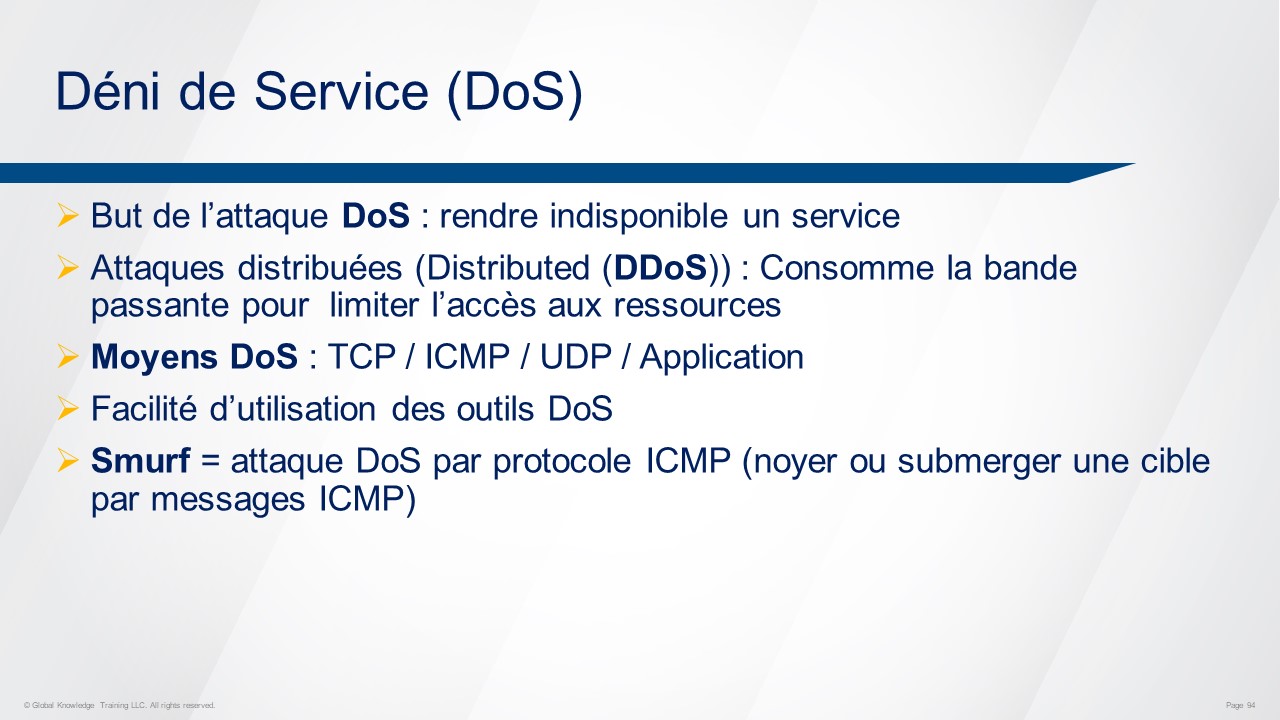 Déni de Service (DoS)
But de l’attaque DoS : rendre indisponible un service
Attaques distribuées (Distributed (DDoS)) : Consomme la bande
passante pour  limiter l’accès aux ressources
Moyens DoS : TCP / ICMP / UDP / Application
Facilité d’utilisation des outils DoS
Smurf = attaque DoS par protocole ICMP (noyer ou submerger une cible
par messages ICMP)
© Global Knowledge  Training LLC. All rights reserved.
Page 94